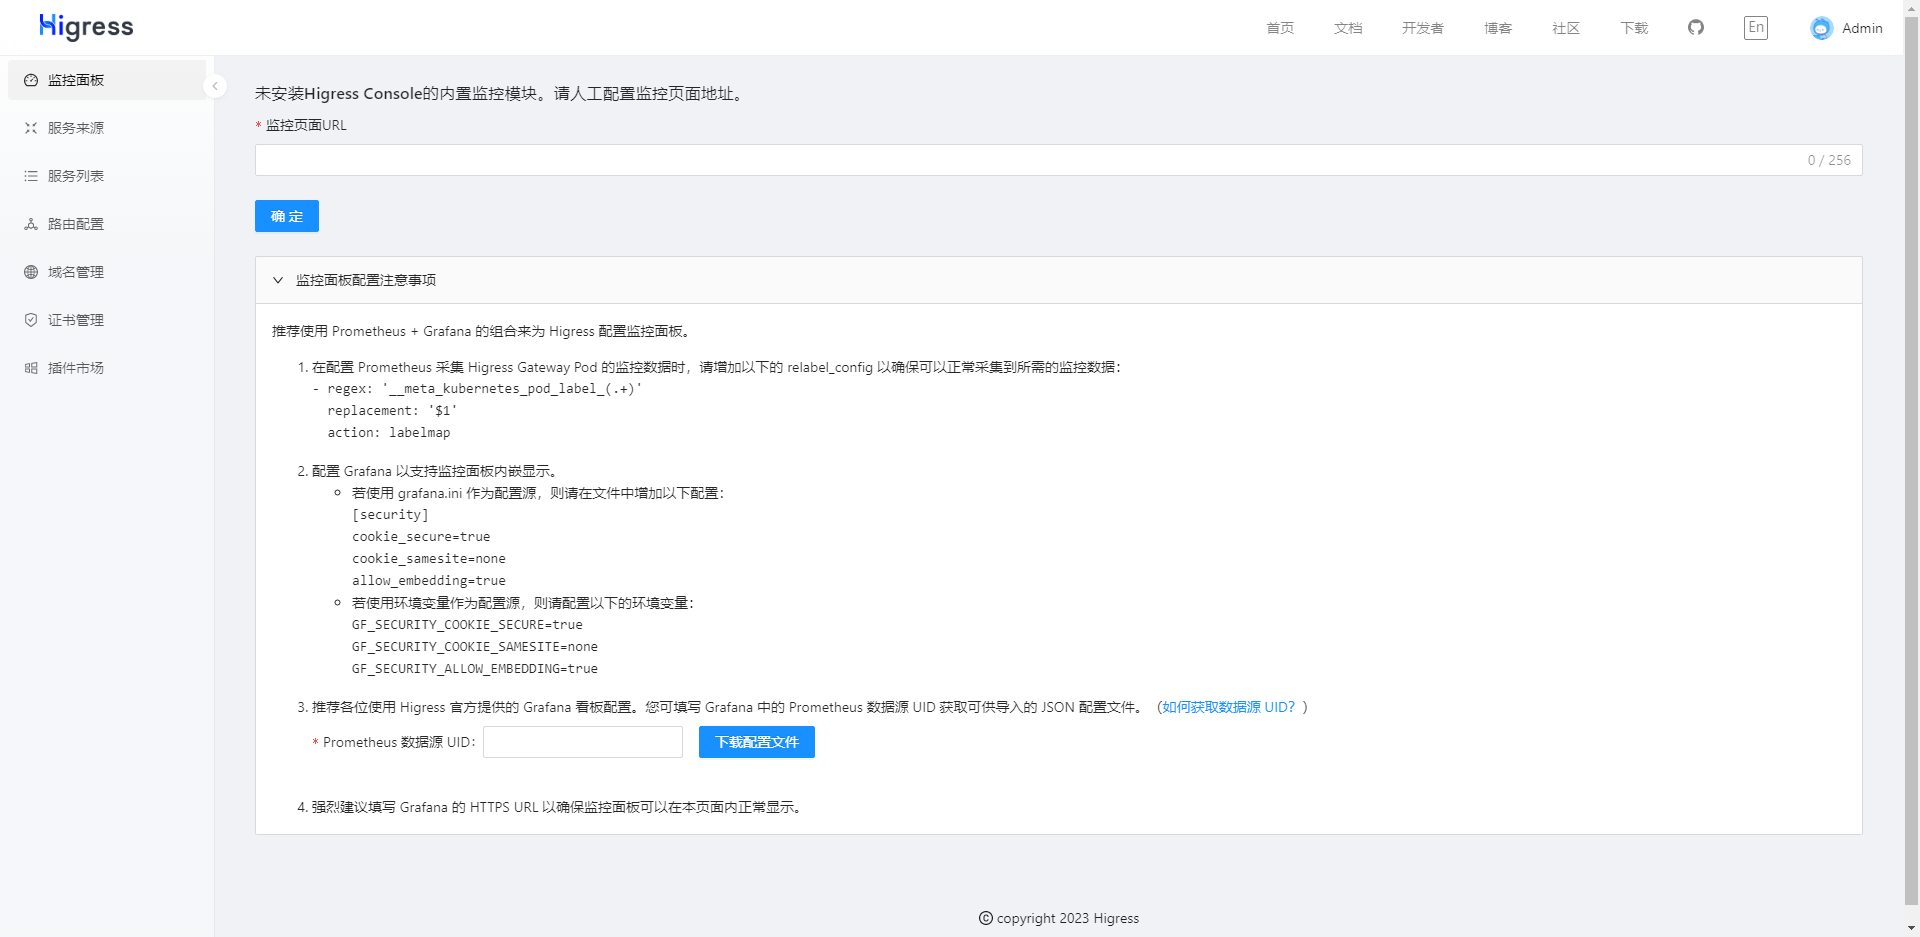 Higress
首页
文档
开发者
博客
社区
下载
En
Admin
监控面板
服务来源
服务列表
路由配置
域名管理
证书管理
插件市场
未安装Higress Console的内置监控模块。请人工配置监控页面地址。
* 监控页面URL
0 / 256
确 定
监控面板配置注意事项
推荐使用 Prometheus + Grafana 的组合来为 Higress 配置监控面板。
1. 在配置 Prometheus 采集 Higress Gateway Pod 的监控数据时，请增加以下的 relabel_config 以确保可以正常采集到所需的监控数据：
- regex: '__meta_kubernetes_pod_label_(.+)'
replacement: '$1'
action: labelmap
2. 配置 Grafana 以支持监控面板内嵌显示。
若使用 grafana.ini 作为配置源，则请在文件中增加以下配置：
[security]
cookie_secure=true
cookie_samesite=none
allow_embedding=true
若使用环境变量作为配置源，则请配置以下的环境变量：
GF_SECURITY_COOKIE_SECURE=true
GF_SECURITY_COOKIE_SAMESITE=none
GF_SECURITY_ALLOW_EMBEDDING=true
3. 推荐各位使用 Higress 官方提供的 Grafana 看板配置。您可填写 Grafana 中的 Prometheus 数据源 UID 获取可供导入的 JSON 配置文件。（如何获取数据源 UID？）
* Prometheus 数据源 UID：
下载配置文件
4. 强烈建议填写 Grafana 的 HTTPS URL 以确保监控面板可以在本页面内正常显示。
© copyright 2023 Higress